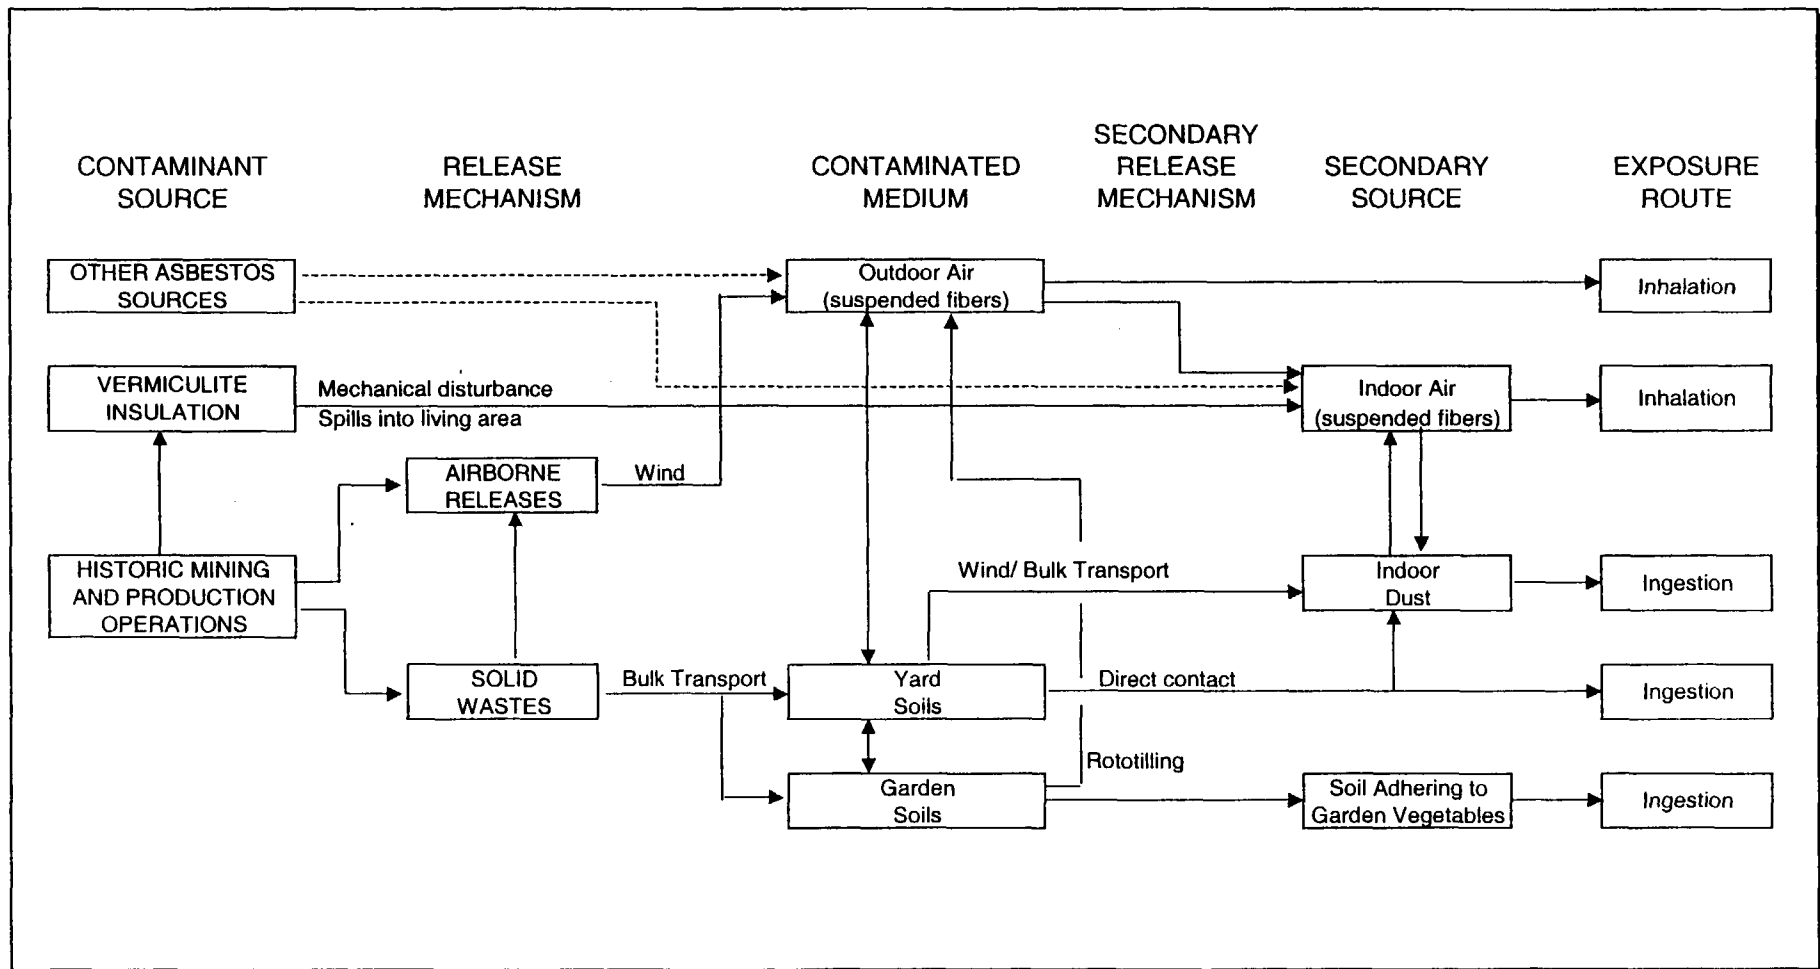 CONTAMINANT
SOURCE
RELEASE
MECHANISM
CONTAMINATED
MEDIUM
SECONDARY
RELEASE
MECHANISM
SECONDARY
SOURCE
EXPOSURE
ROUTE
OTHER ASBESTOS
SOURCES
Outdoor Air
(suspended fibers)
Inhalation
VERMICULITE
INSULATION
Mechanical disturbance
Spills into living area
Indoor Air
(suspended fibers)
Inhalation
AIRBORNE
RELEASES
Wind
HISTORIC MINING
AND PRODUCTION
OPERATIONS
Wind/ Bulk Transport
Indoor
Dust
Ingestion
SOLID
WASTES
Bulk Transport
Yard
Soils
Direct contact
Ingestion
Rototilling
Garden
Soils
Soil Adhering to
Garden Vegetables
Ingestion